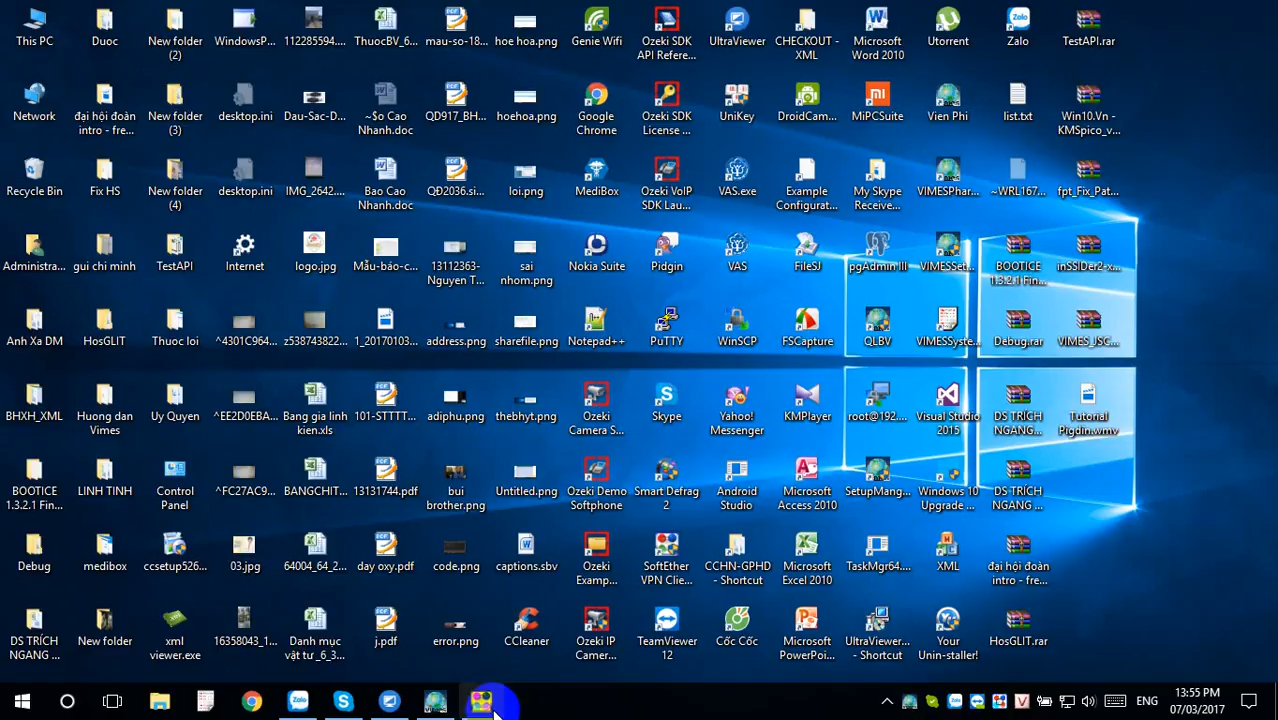 This PC
Duoc
New folder
(2)
WindowsP...
112285594....
ThuocBV_6...
mau-so-18...
hoe hoa.png
Genie Wifi
Ozeki SDK
API Refere...
UltraViewer
CHECKOUT -
XML
Microsoft
Word 2010
Utorrent
Zalo
TestAPI.rar
Network
đại hội đoàn
intro - fre...
New folder
(3)
desktop.ini
Dau-Sac-D...
~$o Cao
Nhanh.doc
QD917_BH...
hoehoa.png
Google
Chrome
Ozeki SDK
License ...
UniKey
DroidCam...
MiPCSuite
Vien Phi
list.txt
Win10.Vn -
KMSpico_v...
Recycle Bin
Fix HS
New folder
(4)
desktop.ini
IMG_2642....
Bao Cao
Nhanh.doc
QĐ2036.si...
loi.png
MediBox
Ozeki VoIP
SDK Lau...
VAS.exe
Example
Configurat...
My Skype
Receive...
VIMESPhar...
~WRL167...
fpt_Fix_Pat...
Administra...
gui chi minh
TestAPI
Internet
logo.jpg
Mẫu-báo-c...
13112363-
Nguyen T...
sai
nhom.png
Nokia Suite
Pidgin
VAS
FileSJ
pgAdmin III
VIMESSet...
BOOTICE
1.3.2.1 Fin...
inSSIDer2-x...
Anh Xa DM
HosGLIT
Thuoc loi
^4301C964...
z538743822...
1_20170103...
address.png
sharefile.png
Notepad++
PuTTY
WinSCP
FSCapture
QLBV
VIMESSyste...
Debug.rar
VIMES_JSC...
BHXH_XML
Huong dan
Vimes
Uy Quyen
^EE2D0EBA...
Bang gia linh
kien.xls
101-STTTT...
adiphu.png
thebhyt.png
Ozeki
Camera S...
Skype
Yahoo!
Messenger
KMPlayer
root@192....
Visual Studio
2015
DS TRÍCH
NGANG ...
Tutorial
Pigdin.wmv
BOOTICE
1.3.2.1 Fin...
LINH TINH
Control
Panel
^FC27AC9...
BANGCHIT...
13131744.pdf
bui
brother.png
Untitled.png
Ozeki Demo
Softphone
Smart Defrag
2
Android
Studio
Microsoft
Access 2010
SetupMang...
Windows 10
Upgrade ...
DS TRÍCH
NGANG ...
Debug
medibox
ccsetup526...
03.jpg
64004_64_2...
day oxy.pdf
code.png
captions.sbv
Ozeki
Examp...
SoftEther
VPN Clie...
CCHN-GPHD
- Shortcut
Microsoft
Excel 2010
TaskMgr64....
XML
đại hội đoàn
intro - fre...
DS TRÍCH
NGANG ...
New folder
xml
viewer.exe
16358043_1...
Danh mục
vật tư _6_3...
j.pdf
error.png
CCleaner
Ozeki IP
Camer...
TeamViewer
12
Cốc Cốc
Microsoft
PowerPoi...
UltraViewer...
- Shortcut
Your
Unin-staller!
HosGLIT.rar
Zalo
ENG
13:55 PM
07/03/2017